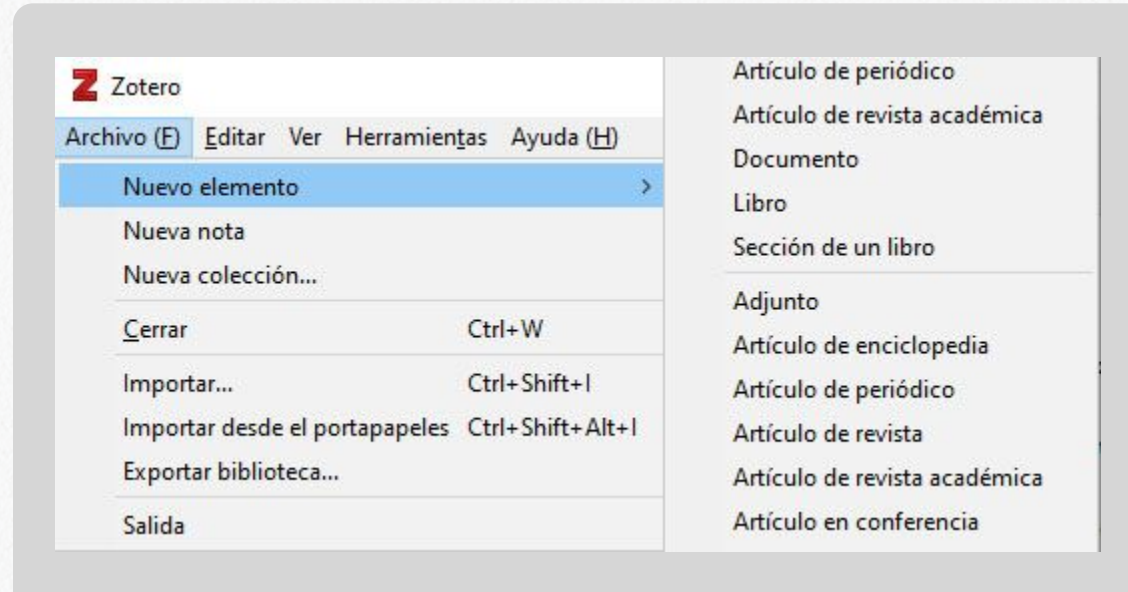 Zotero
Archivo (F) Editar Ver Herramientas Ayuda (H)
Nuevo elemento >
Nueva nota
Nueva colección...
Cerrar Ctrl+W
Importar... Ctrl+Shift+I
Importar desde el portapapeles Ctrl+Shift+Alt+I
Exportar biblioteca...
Salida
Artículo de periódico
Artículo de revista académica
Documento
Libro
Sección de un libro
Adjunto
Artículo de enciclopedia
Artículo de periódico
Artículo de revista
Artículo de revista académica
Artículo en conferencia